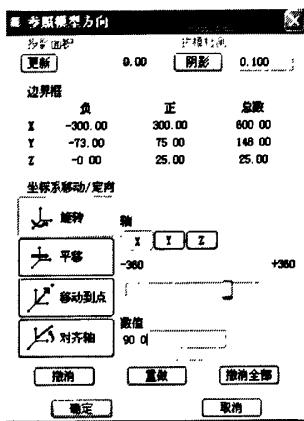 参照模型方向
投影面积
更新 0.00 阴影 0.100
边界框
负 正 总数
X -300.00 300.00 600 00
Y -73.00 75 00 148 00
Z -0 00 25.00 25.00
坐标系移动/定向
旋转
轴
X Y Z
平移
-360 +360
移动到点
数值
对齐轴
90 0
撤消 重做 撤消全部
确定 取消